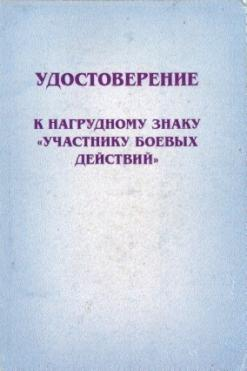 УДОСТОВЕРЕНИЕ
К НАГРУДНОМУ ЗНАКУ
«УЧАСТНИКУ БОЕВЫХ
ДЕЙСТВИЙ»